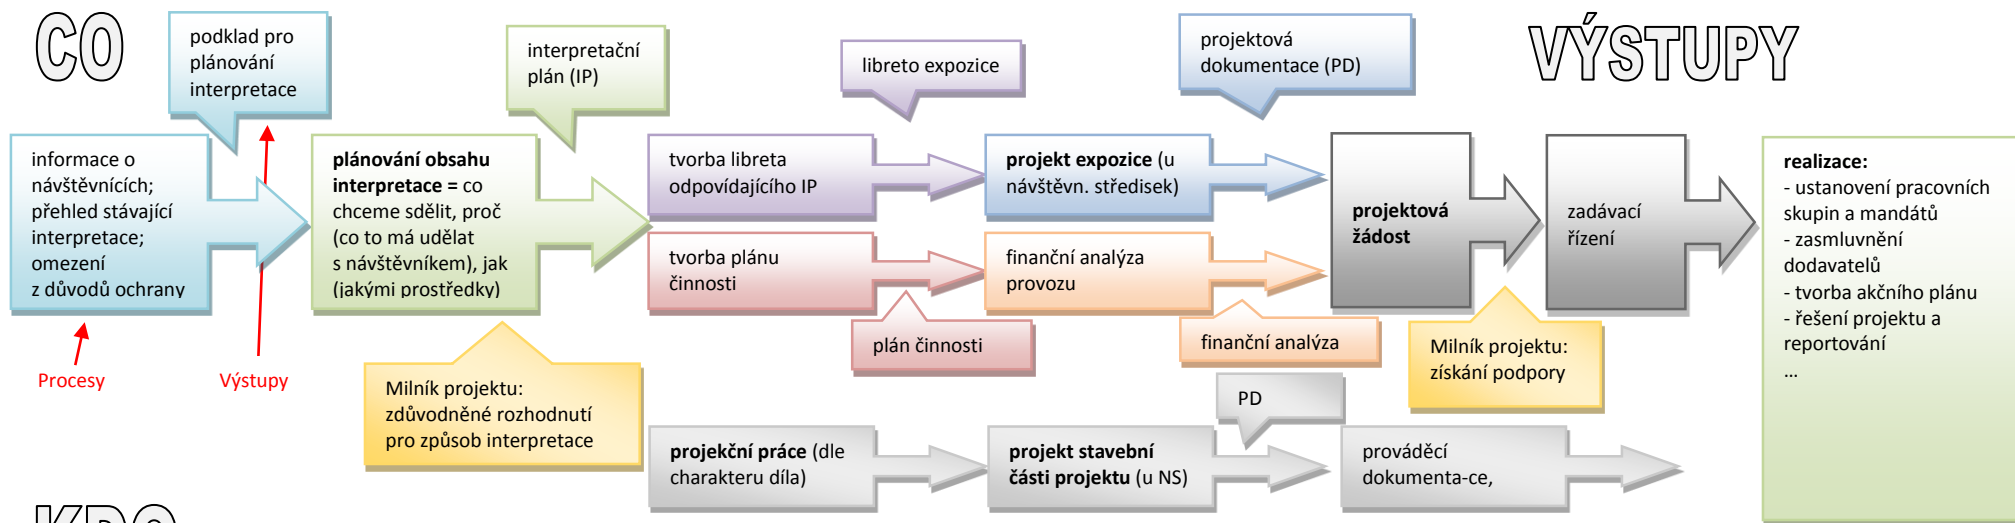 CO
VÝSTUPY
podklad pro
plánování
interpretace
interpretační
plán (IP)
libreto expozice
projektová
dokumentace (PD)
informace o
návštěvnících;
přehled stávající
interpretace;
omezení
z důvodů ochrany
plánování obsahu
interpretace = co
chceme sdělit, proč
(co to má udělat
s návštěvníkem), jak
(jakými prostředky)
tvorba libreta
odpovídajícího IP
projekt expozice (u
návštěvn. středisek)
tvorba plánu
činnosti
finanční analýza
provozu
projektová
žádost
zadávací
řízení
realizace:
- ustanovení pracovních
skupin a mandátů
- zasmluvnění
dodavatelů
- tvorba akčního plánu
- řešení projektu a
reportování
...
Procesy
Výstupy
Milník projektu:
zdůvodněné rozhodnutí
pro způsob interpretace
plán činnosti
finanční analýza
Milník projektu:
získání podpory
PD
projekční práce (dle
charakteru díla)
projekt stavební
části projektu (u NS)
prováděcí
dokumenta-ce,
KDO